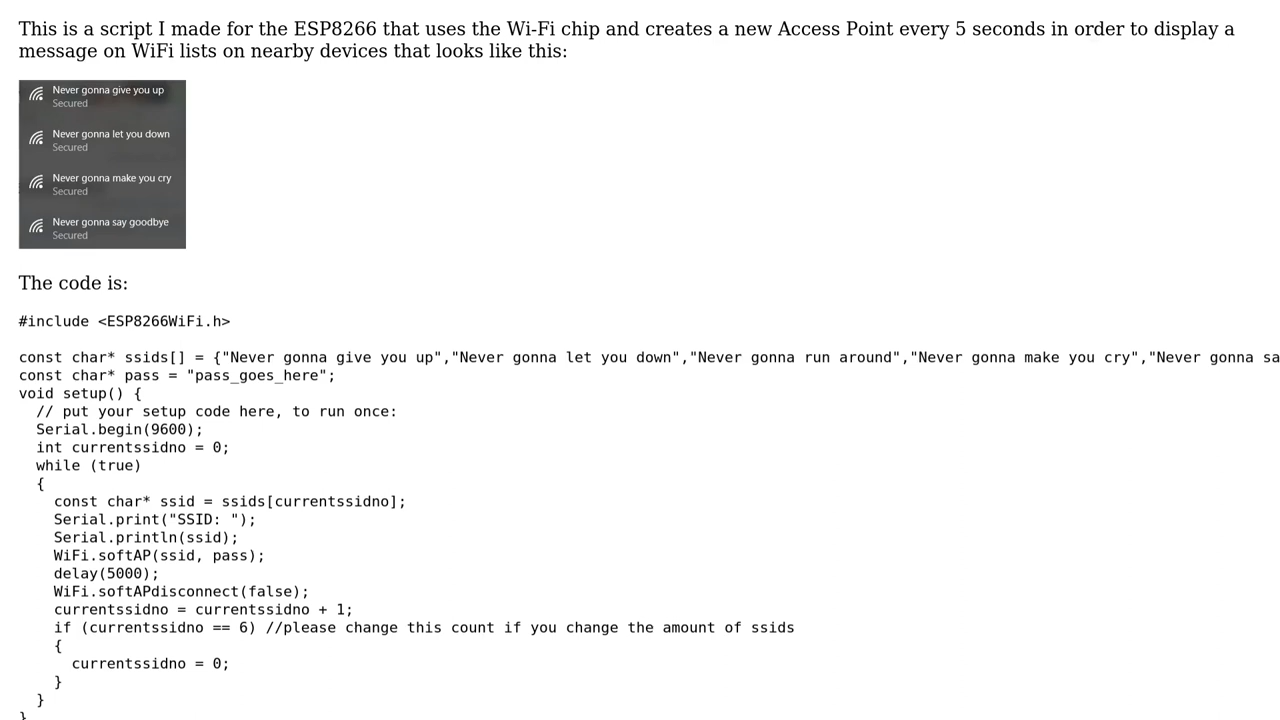 This is a script I made for the ESP8266 that uses the Wi-Fi chip and creates a new Access Point every 5 seconds in order to display a
message on WiFi lists on nearby devices that looks like this:
Never gonna give you up
Secured
Never gonna let you down
Secured
Never gonna make you cry
Secured
Never gonna say goodbye
Secured
The code is:
#include <ESP8266WiFi.h>
const char* ssids[] = {"Never gonna give you up","Never gonna let you down","Never gonna run around","Never gonna make you cry","Never gonna sa
const char* pass = "pass_goes_here";
void setup() {
  // put your setup code here, to run once:
  Serial.begin(9600);
  int currentssidno = 0;
  while (true)
  {
    const char* ssid = ssids[currentssidno];
    Serial.print("SSID: ");
    Serial.println(ssid);
    WiFi.softAP(ssid, pass);
    delay(5000);
    WiFi.softAPdisconnect(false);
    currentssidno = currentssidno + 1;
    if (currentssidno == 6) //please change this count if you change the amount of ssids
    {
      currentssidno = 0;
    }
  }
}